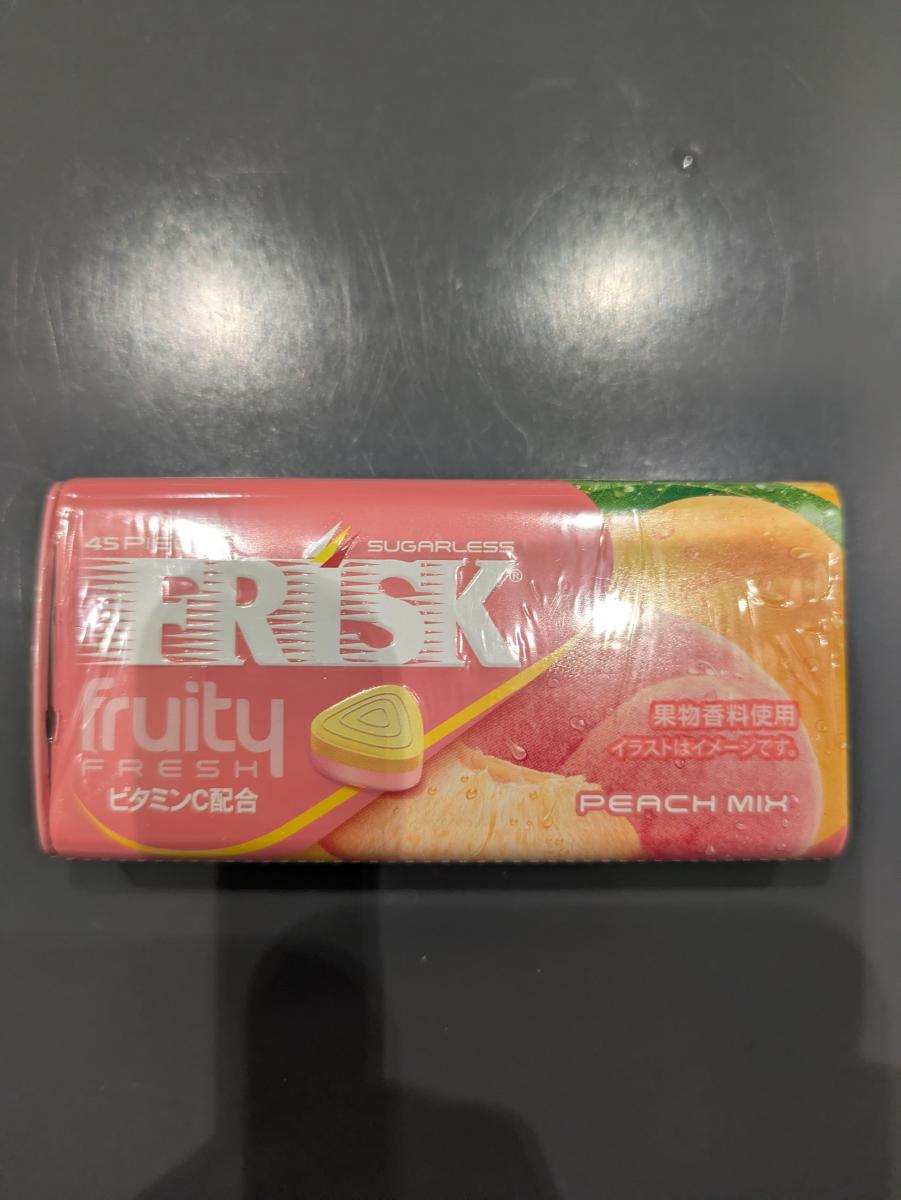 45 PIECES SUGARLESS
FRISK®
fruity
FRESH
ビタミンC配合
果物香料使用
イラストはイメージです。
PEACH MIX